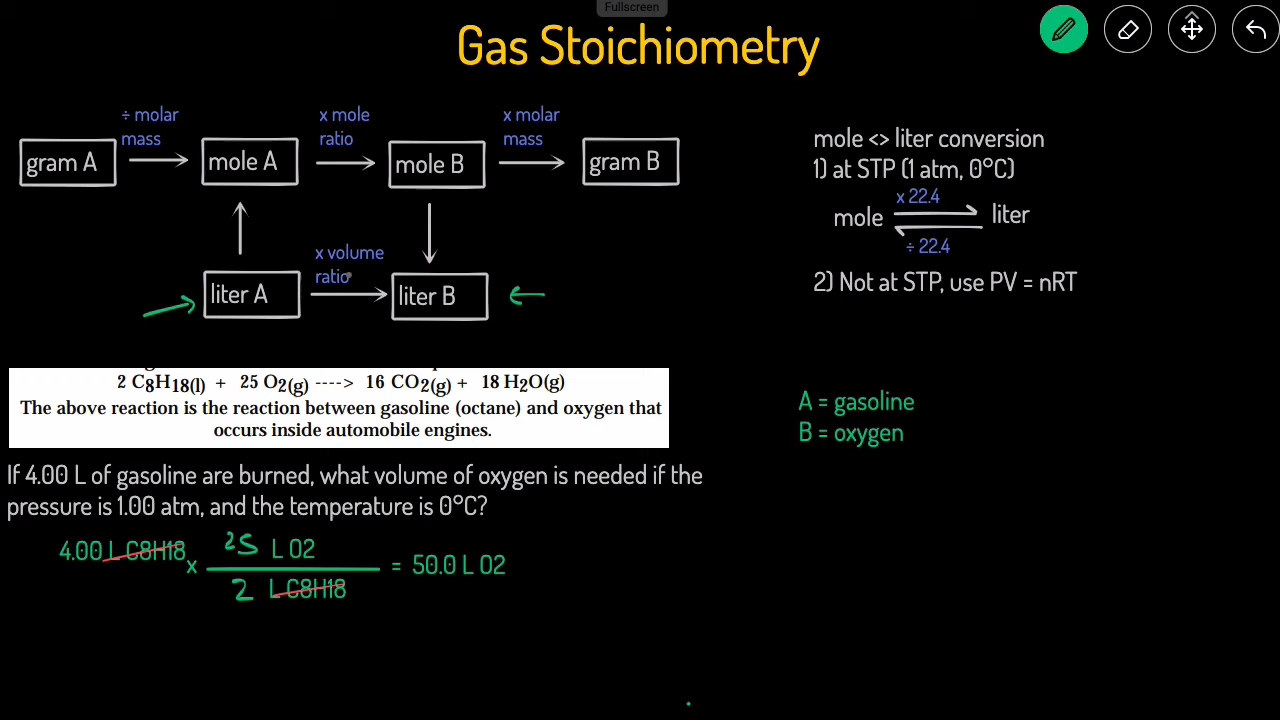 Fullscreen
Gas Stoichiometry
÷ molar mass
x mole ratio
x molar mass
gram A
mole A
mole B
gram B
x volume ratio
liter A
liter B
mole <> liter conversion
1) at STP (1 atm, 0°C)
x 22.4
mole
liter
÷ 22.4
2) Not at STP, use PV = nRT
2 C8H18(l) + 25 O2(g) ----> 16 CO2(g) + 18 H2O(g)
The above reaction is the reaction between gasoline (octane) and oxygen that
occurs inside automobile engines.
A = gasoline
B = oxygen
If 4.00 L of gasoline are burned, what volume of oxygen is needed if the
pressure is 1.00 atm, and the temperature is 0°C?
4.00 L C8H18 x
25 L O2
2 L C8H18
= 50.0 L O2